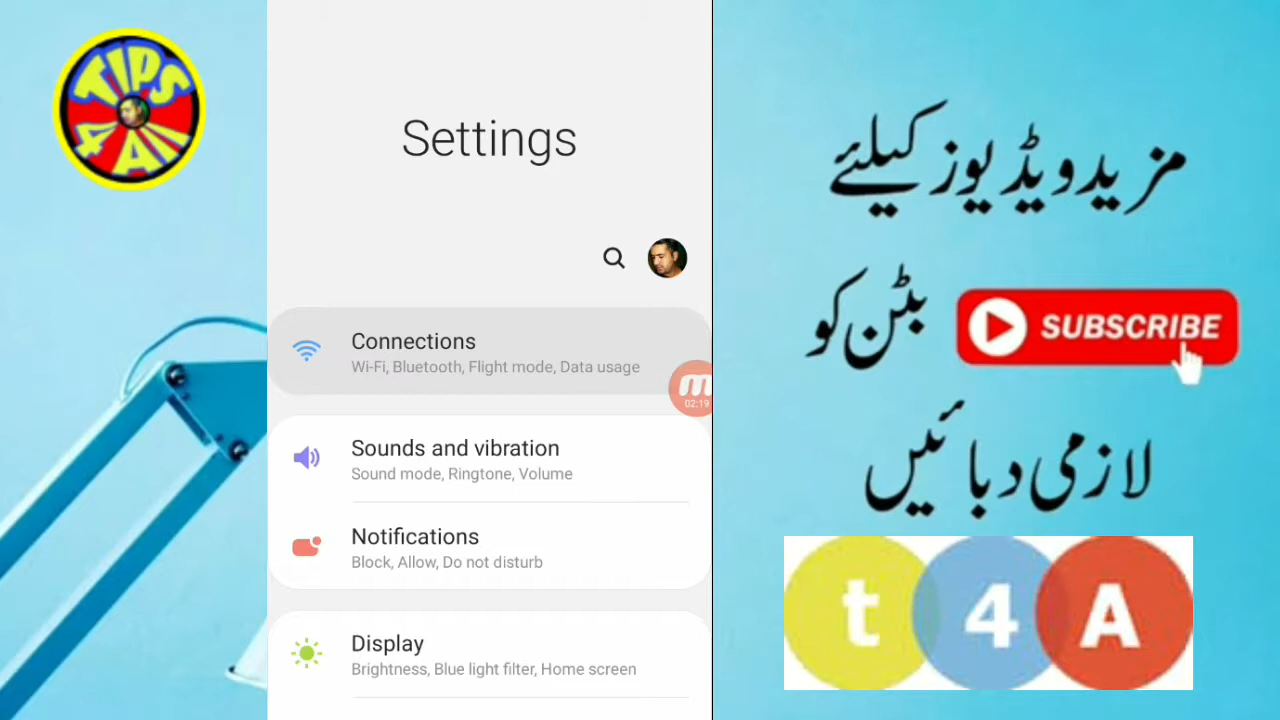 TIPS
4 All
Settings
Connections
Wi-Fi, Bluetooth, Flight mode, Data usage
02:19
Sounds and vibration
Sound mode, Ringtone, Volume
Notifications
Block, Allow, Do not disturb
Display
Brightness, Blue light filter, Home screen
مزید ویڈیوز کیلئے
SUBSCRIBE بٹن کو
لازمی دبائیں
t 4 A